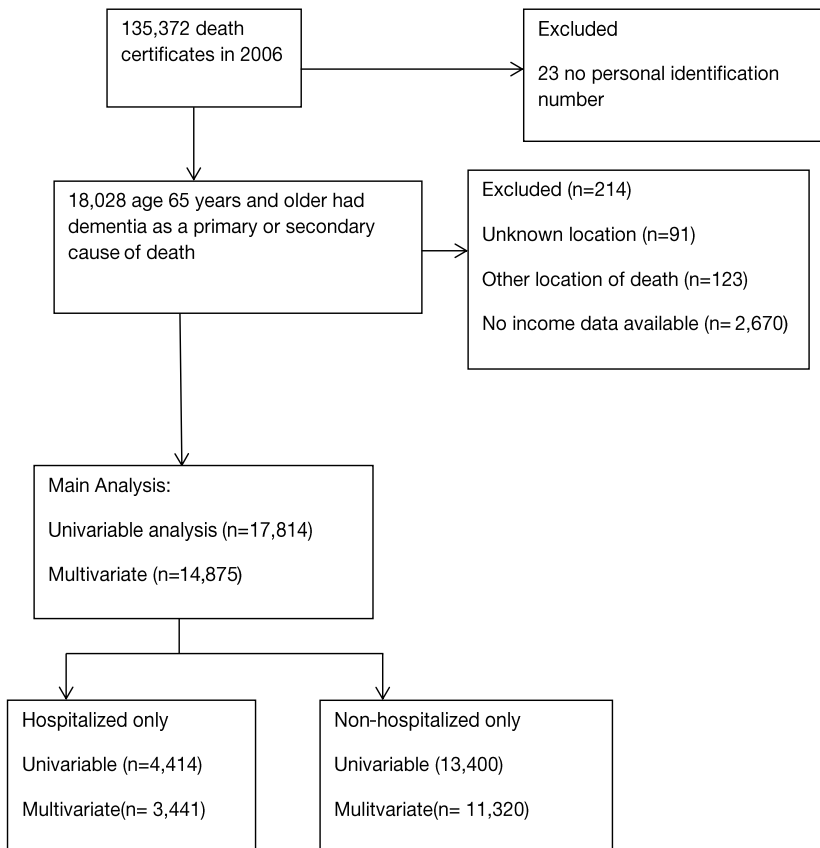 135,372 death
certificates in 2006
Excluded
23 no personal identification
number
18,028 age 65 years and older had
dementia as a primary or secondary
cause of death
Excluded (n=214)
Unknown location (n=91)
Other location of death (n=123)
No income data available (n= 2,670)
Main Analysis:
Univariable analysis (n=17,814)
Multivariate (n=14,875)
Hospitalized only
Univariable (n=4,414)
Multivariate(n= 3,441)
Non-hospitalized only
Univariable (13,400)
Mulitvariate(n= 11,320)